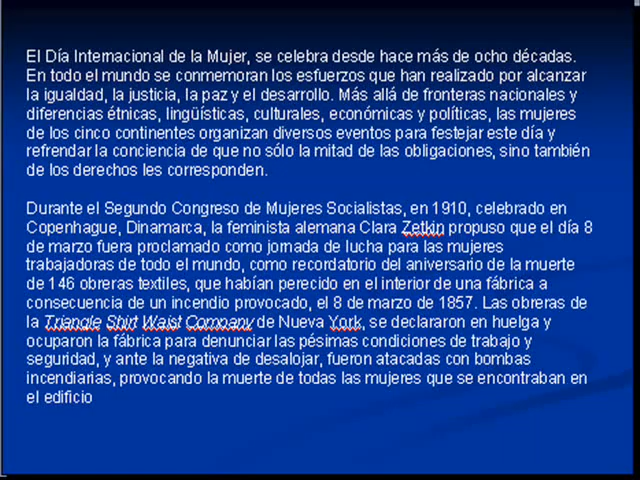 El Día Internacional de la Mujer, se celebra desde hace más de ocho décadas.
En todo el mundo se conmemoran los esfuerzos que han realizado por alcanzar
la igualdad, la justicia, la paz y el desarrollo. Más allá de fronteras nacionales y
diferencias étnicas, lingüísticas, culturales, económicas y políticas, las mujeres
de los cinco continentes organizan diversos eventos para festejar este día y
refrendar la conciencia de que no sólo la mitad de las obligaciones, sino también
de los derechos les corresponden.
Durante el Segundo Congreso de Mujeres Socialistas, en 1910, celebrado en
Copenhague, Dinamarca, la feminista alemana Clara Zetkin propuso que el día 8
de marzo fuera proclamado como jornada de lucha para las mujeres
trabajadoras de todo el mundo, como recordatorio del aniversario de la muerte
de 146 obreras textiles, que habían perecido en el interior de una fábrica a
consecuencia de un incendio provocado, el 8 de marzo de 1857. Las obreras de
la Triangle Shirt Waist Company de Nueva York, se declararon en huelga y
ocuparon la fábrica para denunciar las pésimas condiciones de trabajo y
seguridad, y ante la negativa de desalojar, fueron atacadas con bombas
incendiarias, provocando la muerte de todas las mujeres que se encontraban en
el edificio